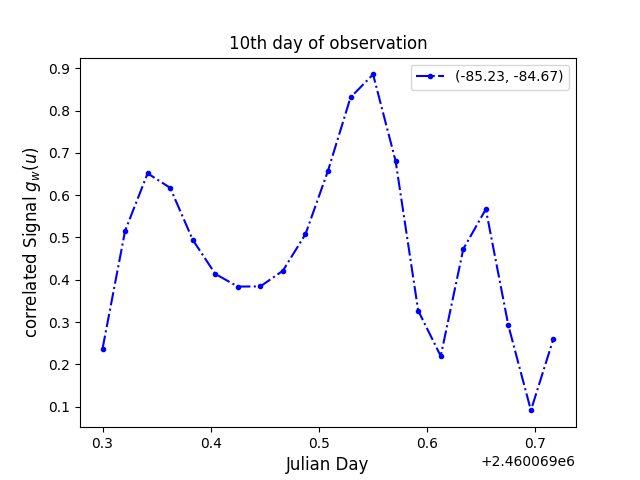 10th day of observation
(-85.23, -84.67)
correlated Signal g_w(u)
0.9
0.8
0.7
0.6
0.5
0.4
0.3
0.2
0.1
0.3 0.4 0.5 0.6 0.7
Julian Day
+2.460069e6